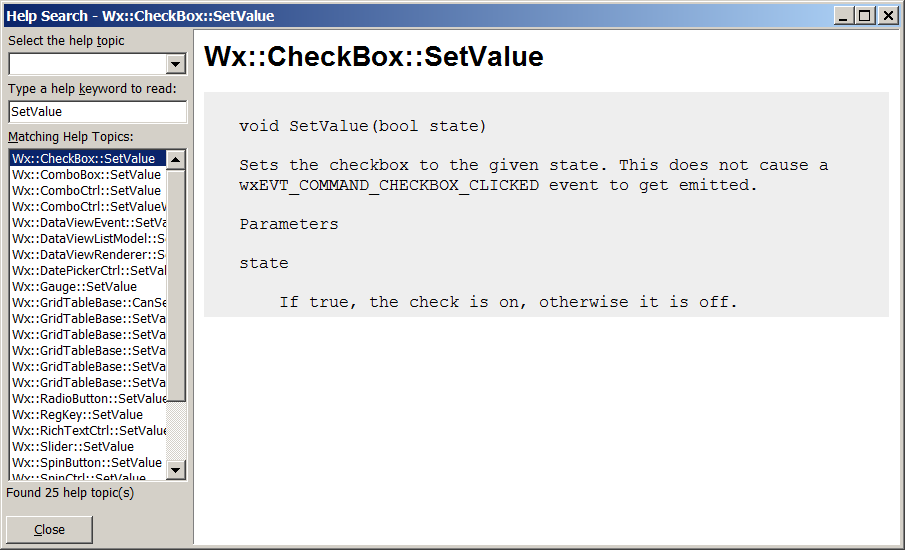 Help Search - Wx::CheckBox::SetValue
Select the help topic
Type a help keyword to read:
SetValue
Matching Help Topics:
Wx::CheckBox::SetValue
Wx::ComboBox::SetValue
Wx::ComboCtrl::SetValue
Wx::ComboCtrl::SetValueW
Wx::DataViewEvent::SetVa
Wx::DataViewListModel::S
Wx::DataViewRenderer::S
Wx::DatePickerCtrl::SetVal
Wx::Gauge::SetValue
Wx::GridTableBase::CanSe
Wx::GridTableBase::SetVa
Wx::GridTableBase::SetVa
Wx::GridTableBase::SetVa
Wx::GridTableBase::SetVa
Wx::GridTableBase::SetVa
Wx::RadioButton::SetValue
Wx::RegKey::SetValue
Wx::RichTextCtrl::SetValue
Wx::Slider::SetValue
Wx::SpinButton::SetValue
Wx::SpinCtrl::SetValue
Found 25 help topic(s)
Close
Wx::CheckBox::SetValue
void SetValue(bool state)
Sets the checkbox to the given state. This does not cause a
wxEVT_COMMAND_CHECKBOX_CLICKED event to get emitted.
Parameters
state
If true, the check is on, otherwise it is off.